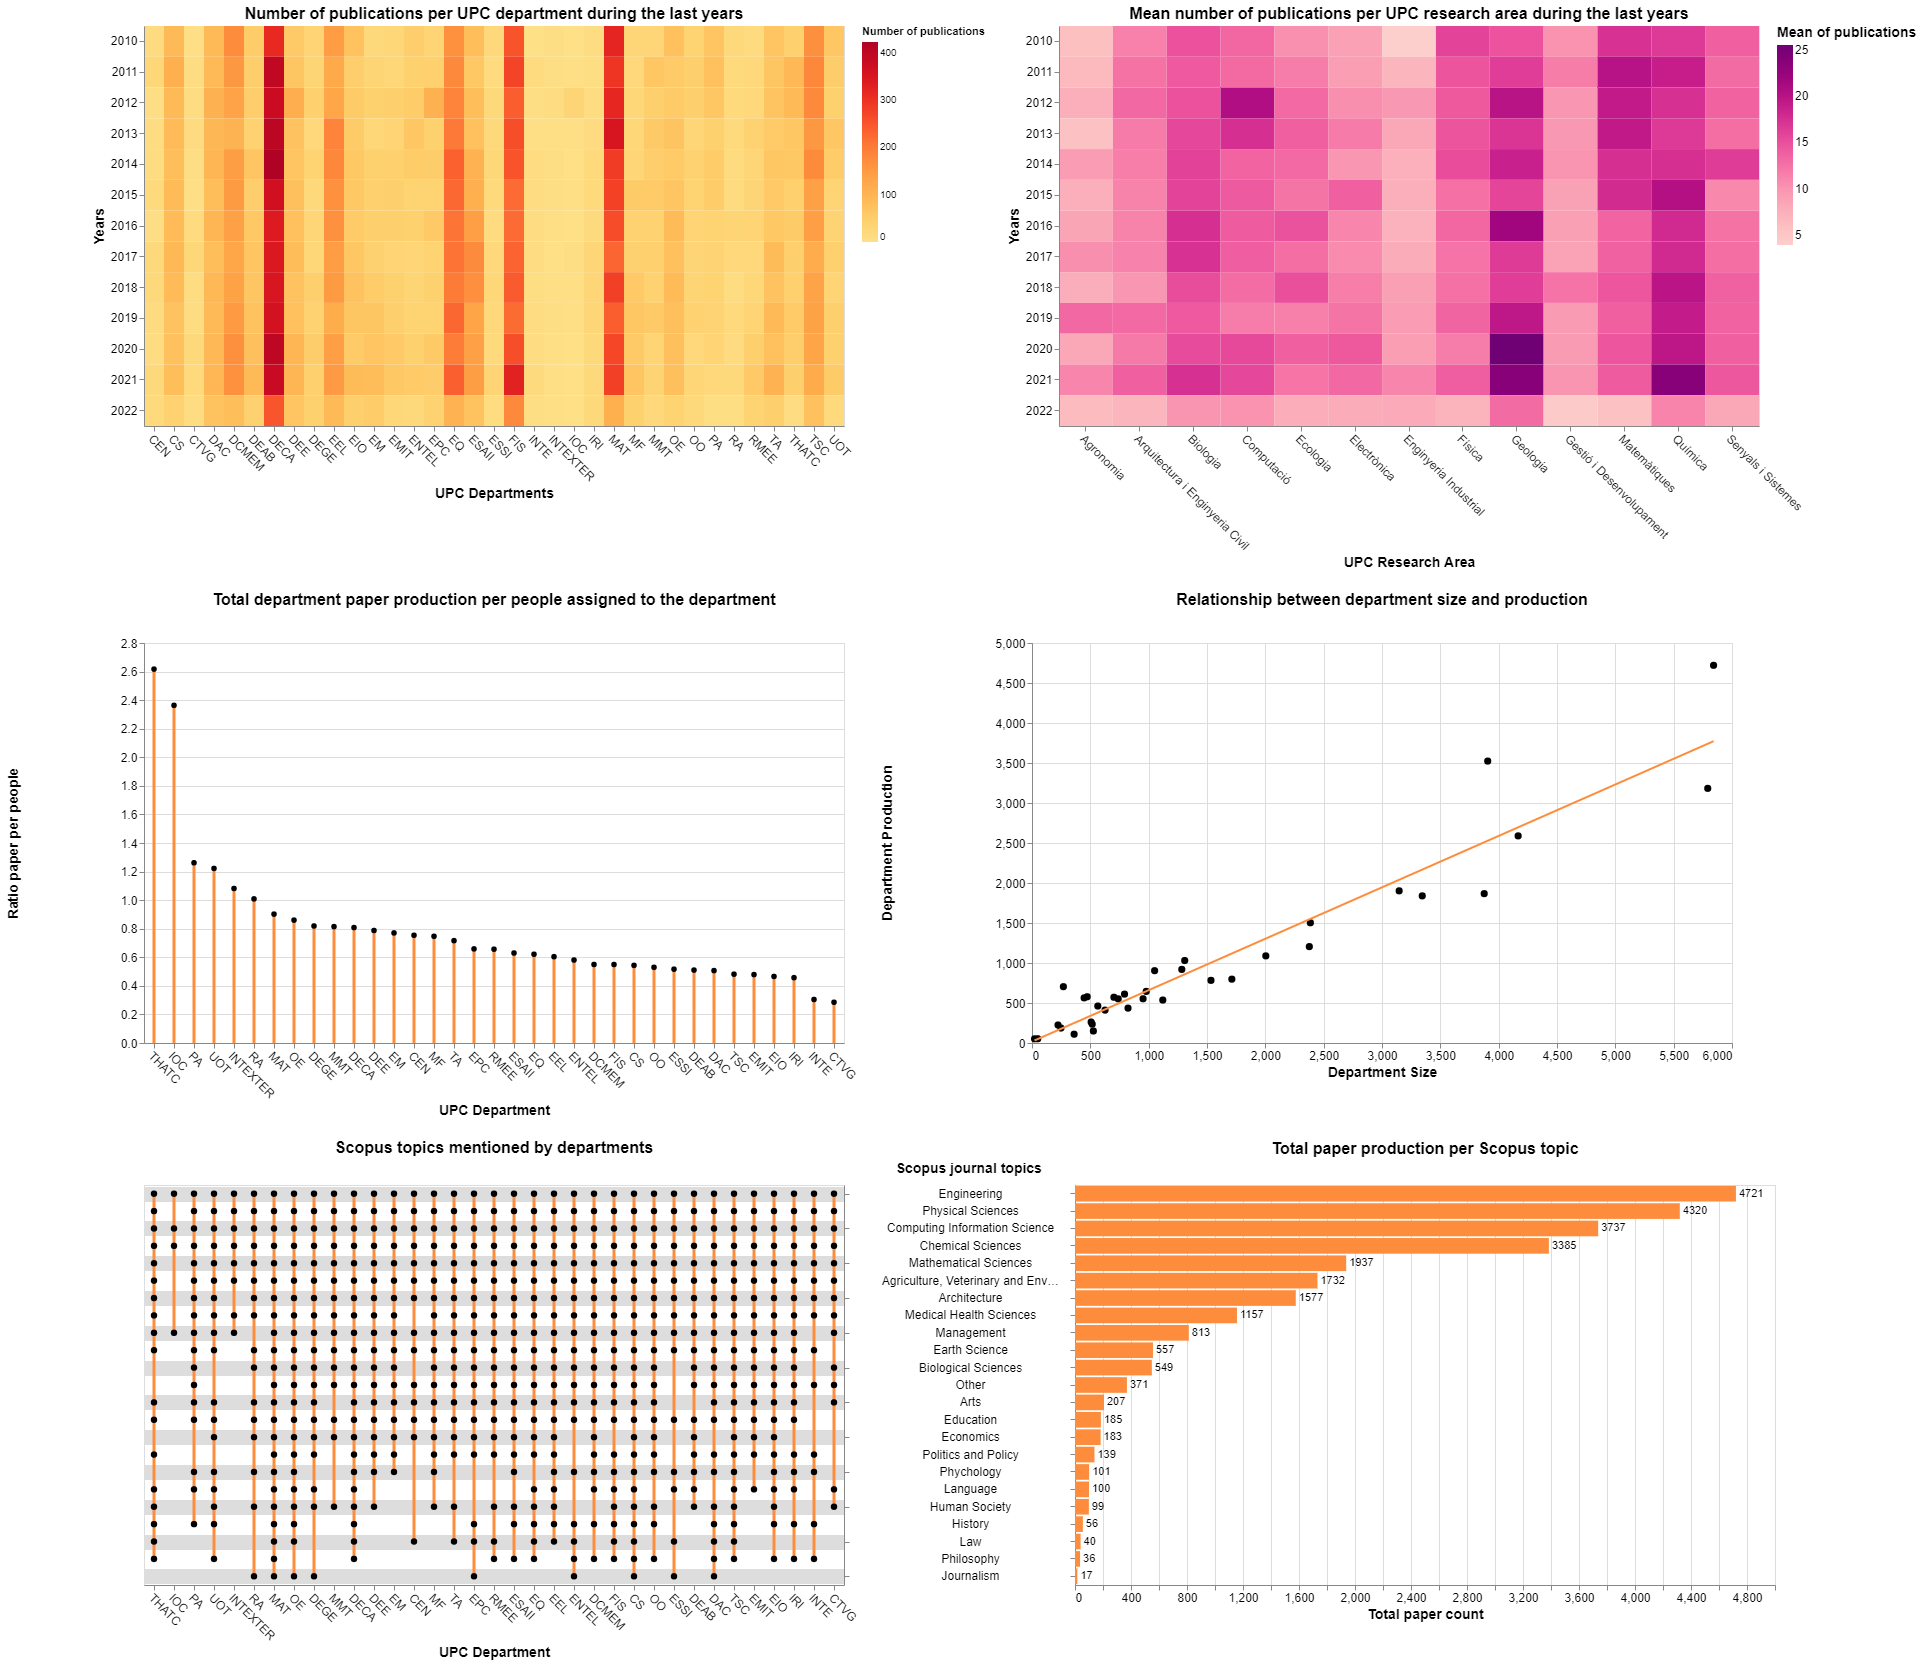 Number of publications per UPC department during the last years
Number of publications
400
300
200
100
0
Years
2010
2011
2012
2013
2014
2015
2016
2017
2018
2019
2020
2021
2022
CEN
CS
CTVG
DAC
DCMEM
DEAB
DECA
DEE
DEGE
EEL
EIO
EM
EMIT
ENTEL
EPC
EQ
ESAII
ESSI
FIS
INTE
INTEXTER
IOC
IRI
MAT
MF
MMT
OE
OO
PA
RA
RMEE
TA
THATC
TSC
UOT
UPC Departments
Mean number of publications per UPC research area during the last years
Mean of publications
25
20
15
10
5
Years
2010
2011
2012
2013
2014
2015
2016
2017
2018
2019
2020
2021
2022
Agronomia
Arquitectura i Enginyeria Civil
Biologia
Computació
Ecologia
Electrònica
Enginyeria Industrial
Física
Geologia
Gestió i Desenvolupament
Matemàtiques
Química
Senyals i Sistemes
UPC Research Area
Total department paper production per people assigned to the department
Ratio paper per people
2.8
2.6
2.4
2.2
2.0
1.8
1.6
1.4
1.2
1.0
0.8
0.6
0.4
0.2
0.0
THATC
IOC
PA
UOT
INTEXTER
RA
MAT
OE
DEGE
MMT
DECA
DEE
EM
CEN
MF
TA
EPC
RMEE
ESAII
EQ
EEL
ENTEL
DCMEM
FIS
CS
OO
ESSI
DEAB
DAC
TSC
EMIT
EIO
IRI
INTE
CTVG
UPC Department
Relationship between department size and production
Department Production
5,000
4,500
4,000
3,500
3,000
2,500
2,000
1,500
1,000
500
0
0
500
1,000
1,500
2,000
2,500
3,000
3,500
4,000
4,500
5,000
5,500
6,000
Department Size
Scopus topics mentioned by departments
THATC
IOC
PA
UOT
INTEXTER
RA
MAT
OE
DEGE
MMT
DECA
DEE
EM
CEN
MF
TA
EPC
RMEE
ESAII
EQ
EEL
ENTEL
DCMEM
FIS
CS
OO
ESSI
DEAB
DAC
TSC
EMIT
EIO
IRI
INTE
CTVG
UPC Department
Total paper production per Scopus topic
Scopus journal topics
Engineering 4721
Physical Sciences 4320
Computing Information Science 3737
Chemical Sciences 3385
Mathematical Sciences 1937
Agriculture, Veterinary and Env… 1732
Architecture 1577
Medical Health Sciences 1157
Management 813
Earth Science 557
Biological Sciences 549
Other 371
Arts 207
Education 185
Economics 183
Politics and Policy 139
Phychology 101
Language 100
Human Society 99
History 56
Law 40
Philosophy 36
Journalism 17
0
400
800
1,200
1,600
2,000
2,400
2,800
3,200
3,600
4,000
4,400
4,800
Total paper count